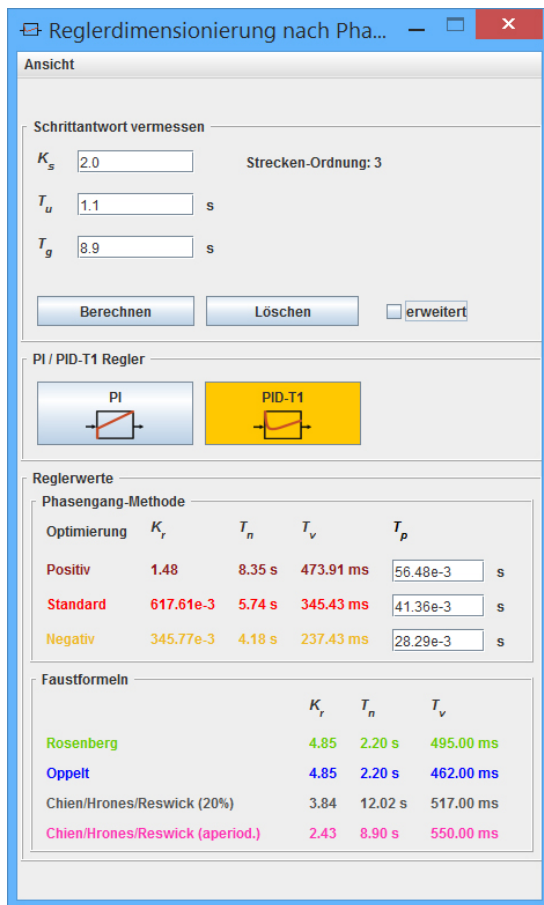 Reglerdimensionierung nach Pha...
Ansicht
Schrittantwort vermessen
Ks 2.0 Strecken-Ordnung: 3
Tu 1.1 s
Tg 8.9 s
Berechnen Löschen erweitert
PI / PID-T1 Regler
PI PID-T1
Reglerwerte
Phasengang-Methode
Optimierung Kr Tn Tv Tp
Positiv 1.48 8.35 s 473.91 ms 56.48e-3 s
Standard 617.61e-3 5.74 s 345.43 ms 41.36e-3 s
Negativ 345.77e-3 4.18 s 237.43 ms 28.29e-3 s
Faustformeln
Kr Tn Tv
Rosenberg 4.85 2.20 s 495.00 ms
Oppelt 4.85 2.20 s 462.00 ms
Chien/Hrones/Reswick (20%) 3.84 12.02 s 517.00 ms
Chien/Hrones/Reswick (aperiod.) 2.43 8.90 s 550.00 ms